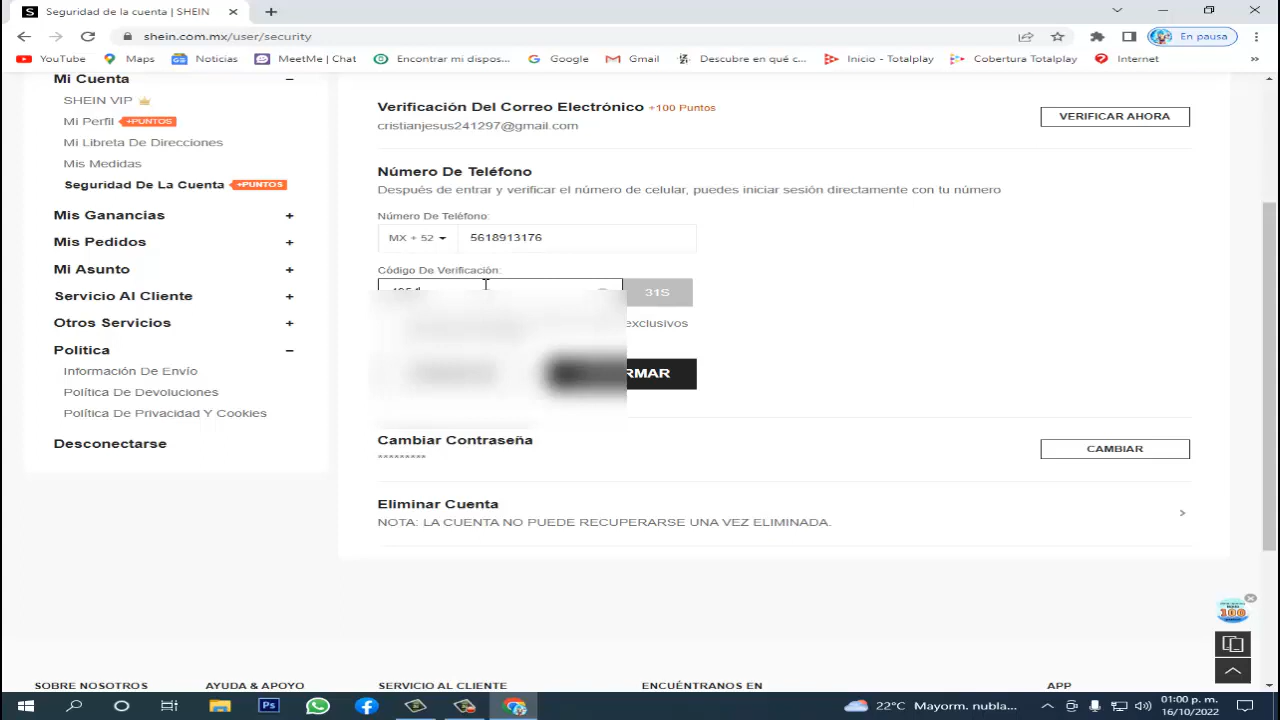 S Seguridad de la cuenta | SHEIN
shein.com.mx/user/security
En pausa
YouTube Maps Noticias MeetMe | Chat Encontrar mi dispos... Google Gmail Descubre en qué c... Inicio - Totalplay Cobertura Totalplay Internet »
Mi Cuenta
SHEIN VIP
Mi Perfil +PUNTOS
Mi Libreta De Direcciones
Mis Medidas
Seguridad De La Cuenta +PUNTOS
Mis Ganancias +
Mis Pedidos +
Mi Asunto +
Servicio Al Cliente +
Otros Servicios +
Política −
Información De Envío
Política De Devoluciones
Política De Privacidad Y Cookies
Desconectarse
Verificación Del Correo Electrónico +100 Puntos
cristianjesus241297@gmail.com
VERIFICAR AHORA
Número De Teléfono
Después de entrar y verificar el número de celular, puedes iniciar sesión directamente con tu número
Número De Teléfono:
MX + 52 5618913176
Código De Verificación:
31S
exclusivos
RMAR
Cambiar Contraseña
*********
CAMBIAR
Eliminar Cuenta
NOTA: LA CUENTA NO PUEDE RECUPERARSE UNA VEZ ELIMINADA.
100
SOBRE NOSOTROS AYUDA & APOYO SERVICIO AL CLIENTE ENCUÉNTRANOS EN APP
Ps
22°C Mayorm. nubla...
01:00 p. m.
16/10/2022